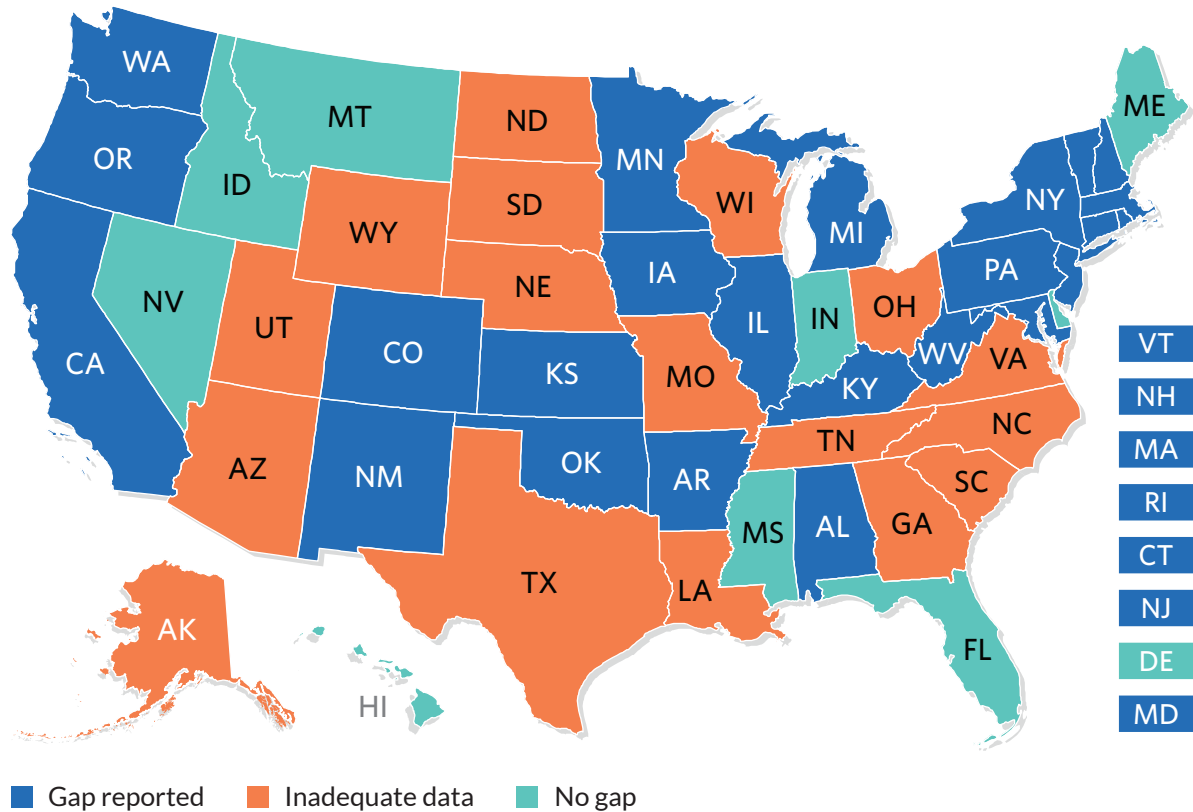 WA
MT
ME
ND
OR
MN
ID
SD
WI
NY
WY
MI
IA
PA
NE
NV
OH
IL
IN
UT
CO
WV
VA
CA
KS
MO
KY
NC
TN
OK
AZ
NM
AR
SC
MS
AL
GA
TX
LA
AK
FL
HI
VT
NH
MA
RI
CT
NJ
DE
MD
Gap reported
Inadequate data
No gap